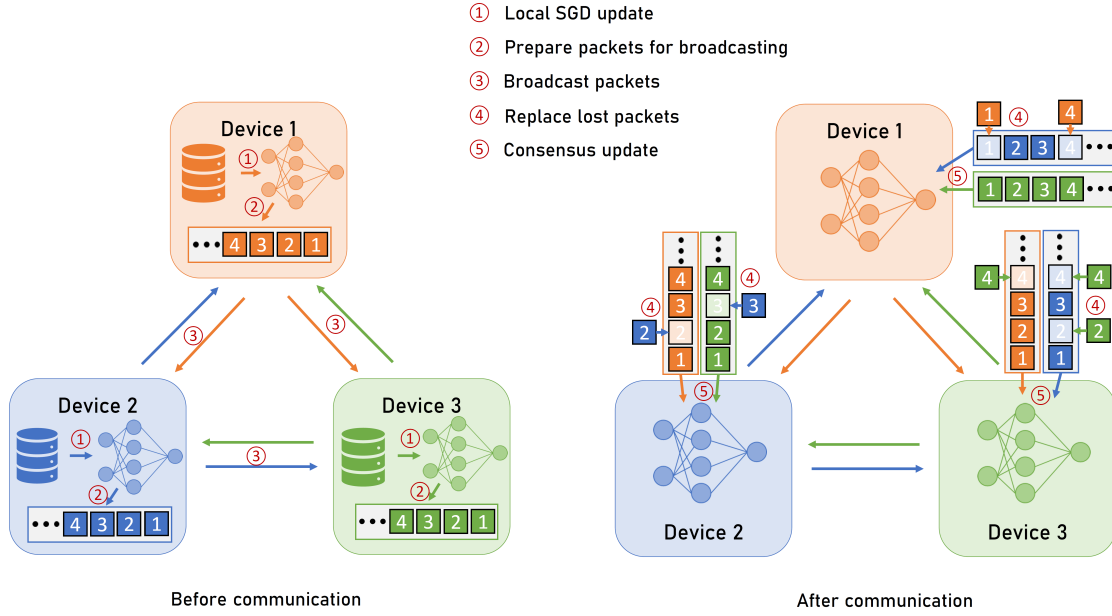 ① Local SGD update
② Prepare packets for broadcasting
③ Broadcast packets
④ Replace lost packets
⑤ Consensus update
Device 1
①
②
••• 4 3 2 1
③
③
③
Device 2
①
②
••• 4 3 2 1
Device 3
①
②
••• 4 3 2 1
Before communication
Device 1
1 ④ 4
1 2 3 4 •••
⑤
1 2 3 4 •••
4 4
④ 3 3 3
④
2 2 2
1 1
⑤
Device 2
4 4 4 4
3 3
④
2 2 2
1 1
⑤
Device 3
After communication